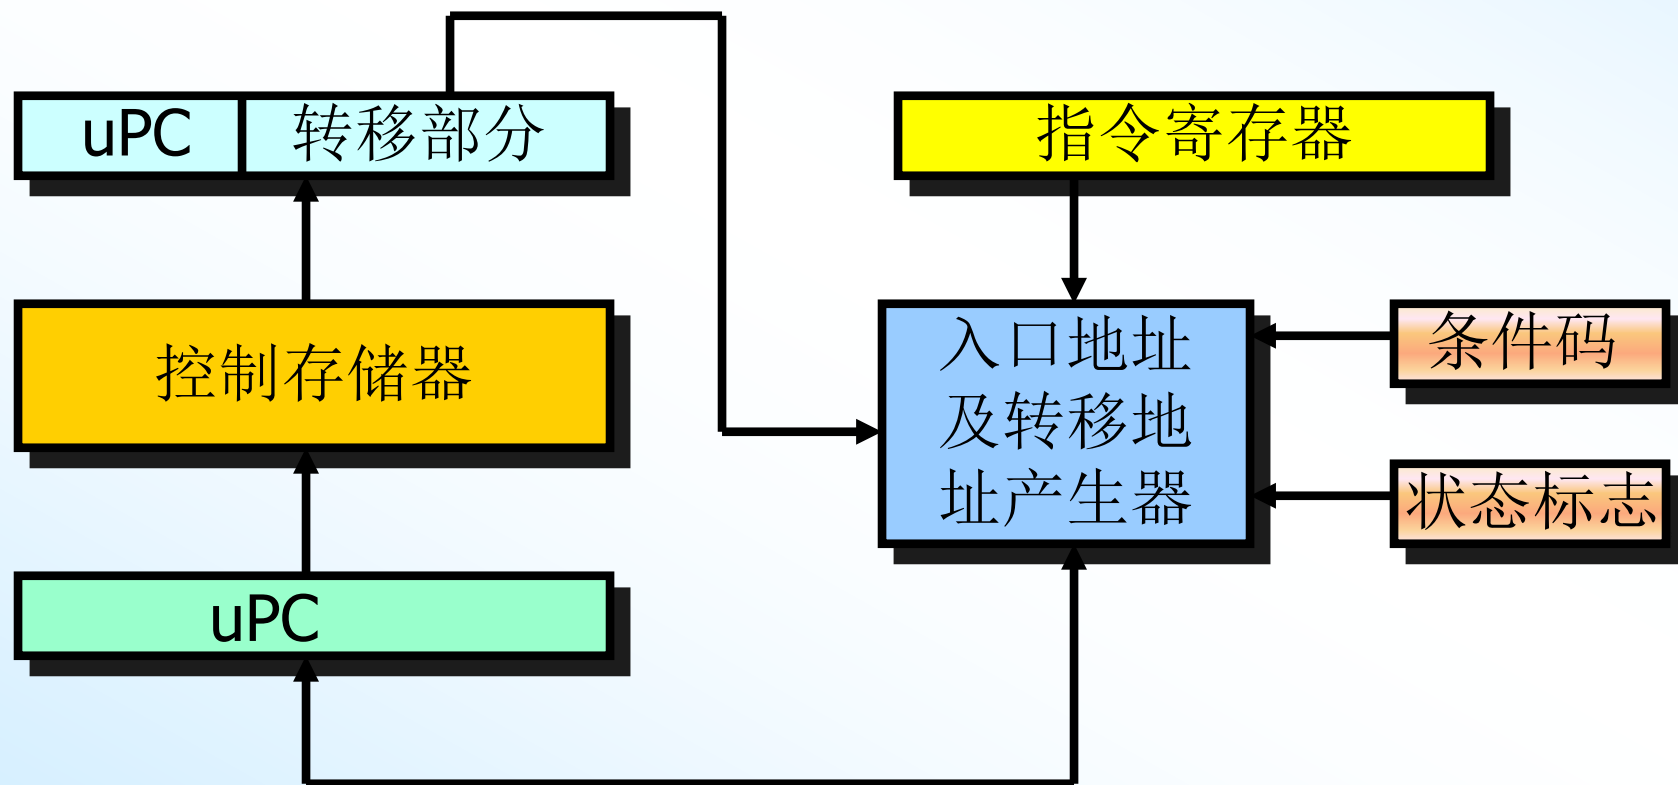 uPC
转移部分
指令寄存器
控制存储器
入口地址
及转移地
址产生器
条件码
状态标志
uPC